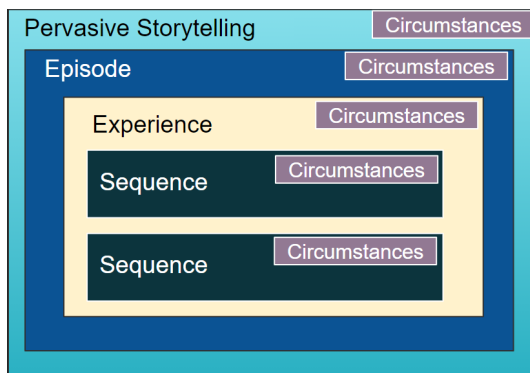 Pervasive Storytelling Circumstances
Episode Circumstances
Experience Circumstances
Sequence Circumstances
Sequence Circumstances